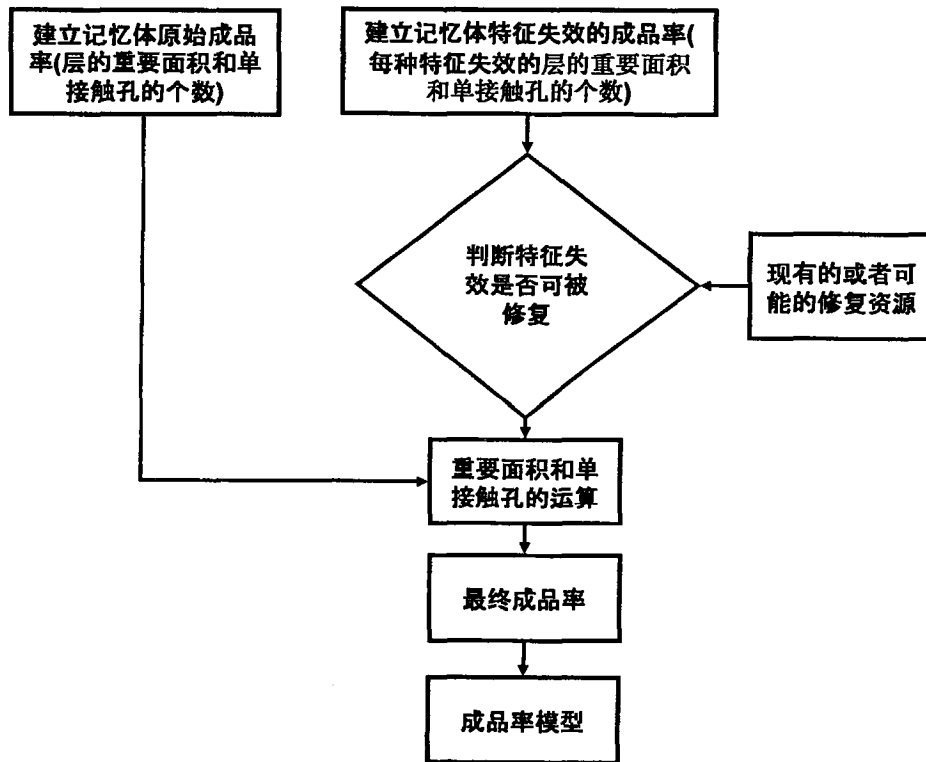 建立记忆体原始成品
率(层的重要面积和单
接触孔的个数)
建立记忆体特征失效的成品率(
每种特征失效的层的重要面积
和单接触孔的个数)
判断特征失
效是否可被
修复
现有的或者可
能的修复资源
重要面积和单
接触孔的运算
最终成品率
成品率模型